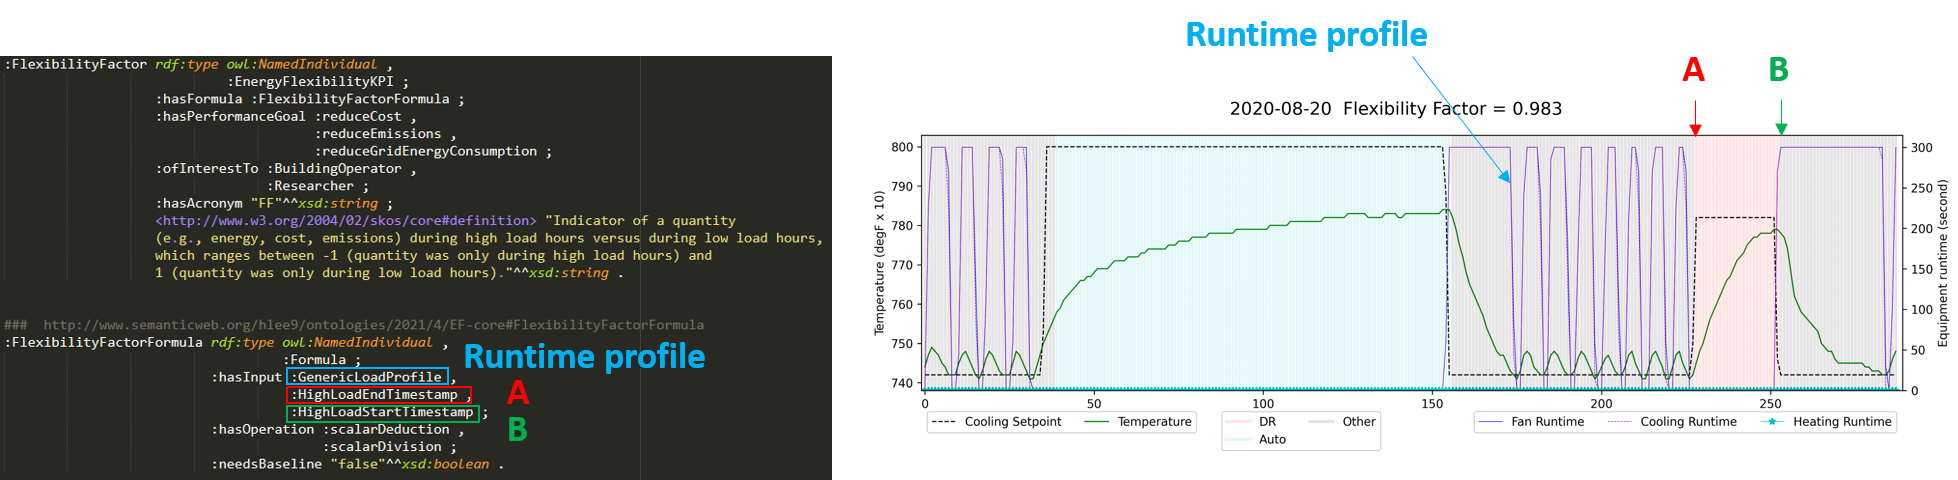 :FlexibilityFactor rdf:type owl:NamedIndividual ,
:EnergyFlexibilityKPI ;
:hasFormula :FlexibilityFactorFormula ;
:hasPerformanceGoal :reduceCost ,
:reduceEmissions ,
:reduceGridEnergyConsumption ;
:ofInterestTo :BuildingOperator ,
:Researcher ;
:hasAcronym "FF"^^xsd:string ;
<http://www.w3.org/2004/02/skos/core#definition> "Indicator of a quantity
(e.g., energy, cost, emissions) during high load hours versus during low load hours,
which ranges between -1 (quantity was only during high load hours) and
1 (quantity was only during low load hours)."^^xsd:string .
### http://www.semanticweb.org/hlee9/ontologies/2021/4/EF-core#FlexibilityFactorFormula
:FlexibilityFactorFormula rdf:type owl:NamedIndividual ,
:Formula ;
Runtime profile
:hasInput :GenericLoadProfile ,
:HighLoadEndTimestamp ,
A
:HighLoadStartTimestamp ;
B
:hasOperation :scalarDeduction ,
:scalarDivision ;
:needsBaseline "false"^^xsd:boolean .
Runtime profile
A
B
2020-08-20 Flexibility Factor = 0.983
Temperature (degF x 10)
800
790
780
770
760
750
740
300
250
200
150
100
50
0
Equipment runtime (second)
0
50
100
150
200
250
Cooling Setpoint
Temperature
DR
Other
Auto
Fan Runtime
Cooling Runtime
Heating Runtime